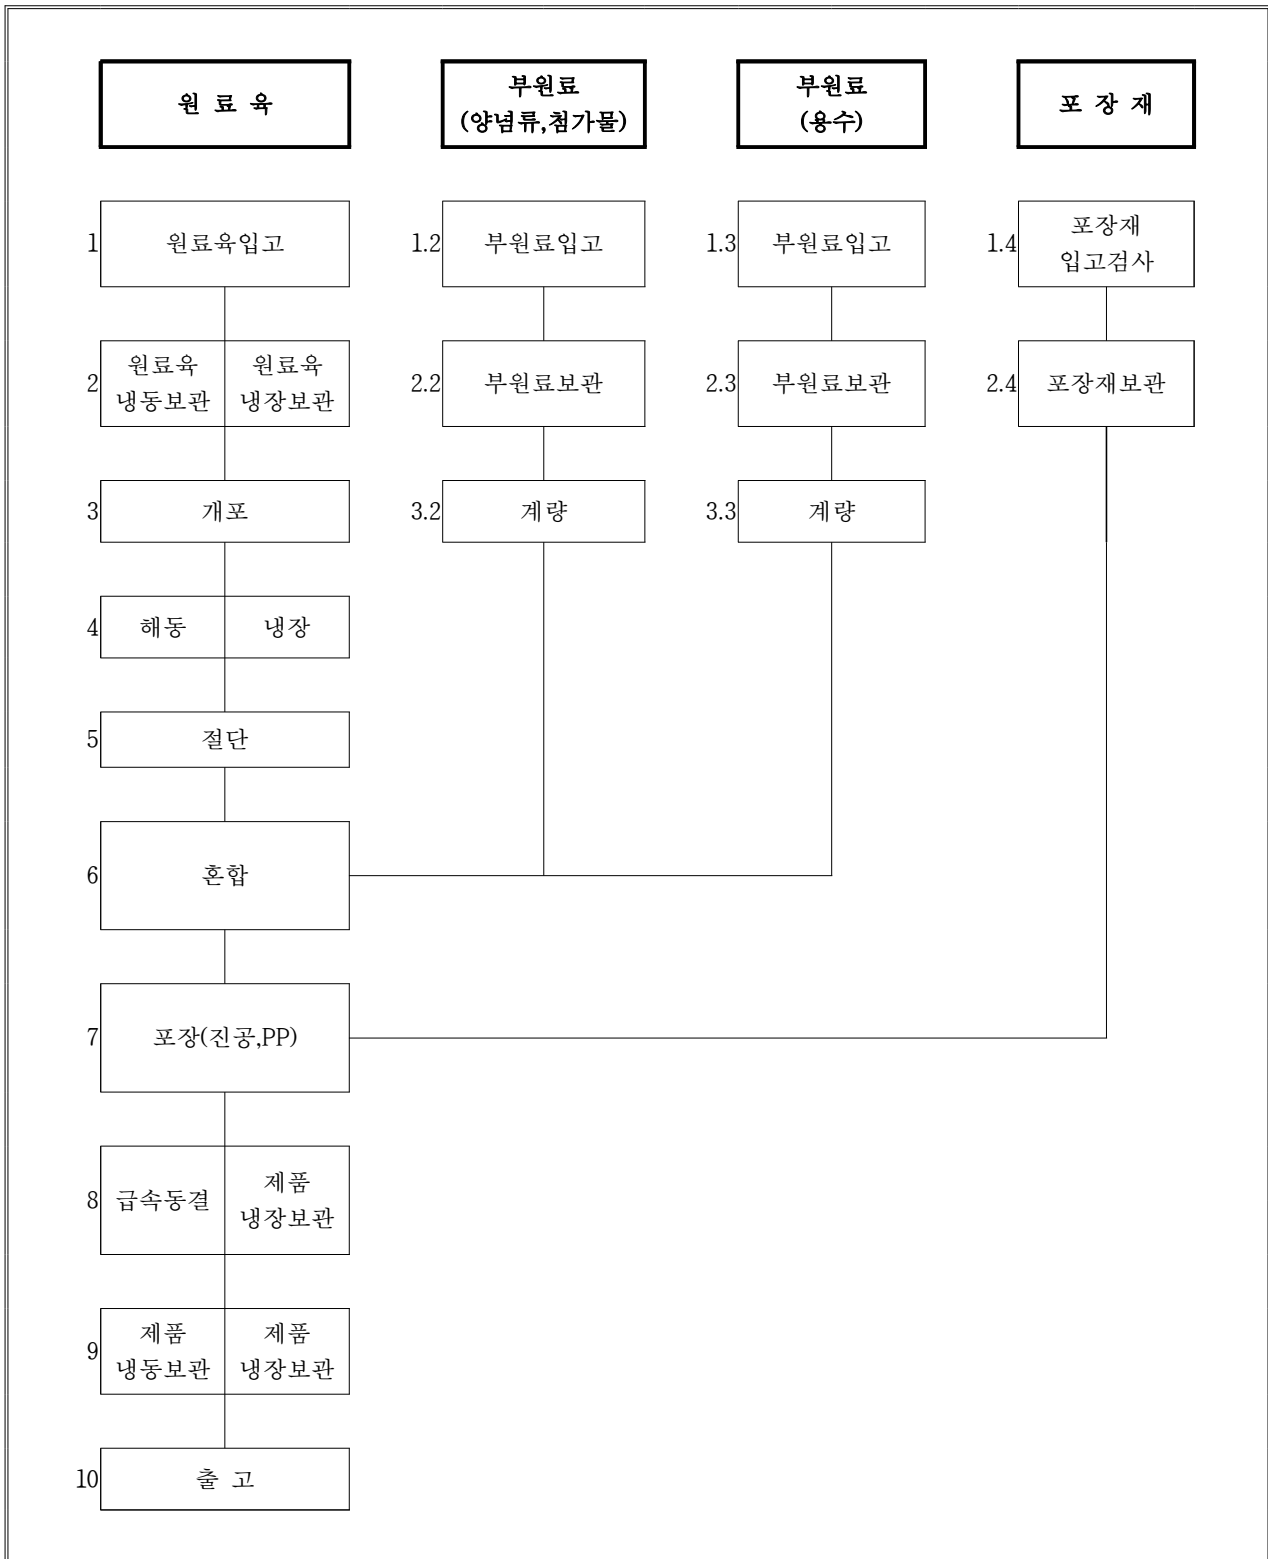 원 료 육
부원료
(양념류,첨가물)
부원료
(용수)
포 장 재
1
원료육입고
1.2
부원료입고
1.3
부원료입고
1.4
포장재
입고검사
2
원료육
냉동보관
원료육
냉장보관
2.2
부원료보관
2.3
부원료보관
2.4
포장재보관
3
개포
3.2
계량
3.3
계량
4
해동
냉장
5
절단
6
혼합
7
포장(진공,PP)
8
급속동결
제품
냉장보관
9
제품
냉동보관
제품
냉장보관
10
출 고